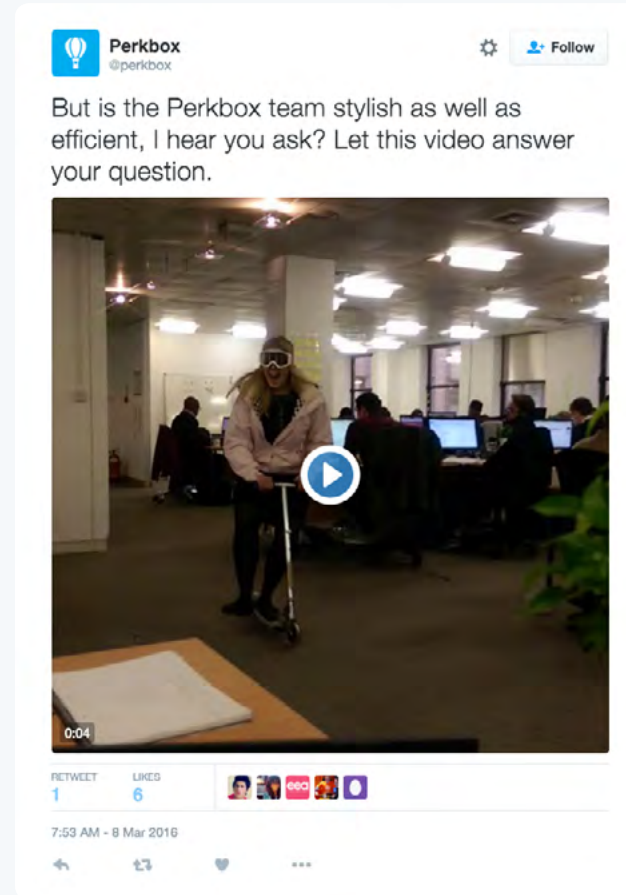 Perkbox
@perkbox
Follow
But is the Perkbox team stylish as well as
efficient, I hear you ask? Let this video answer
your question.
0:04
RETWEET LIKES
1 6
eea
7:53 AM - 8 Mar 2016